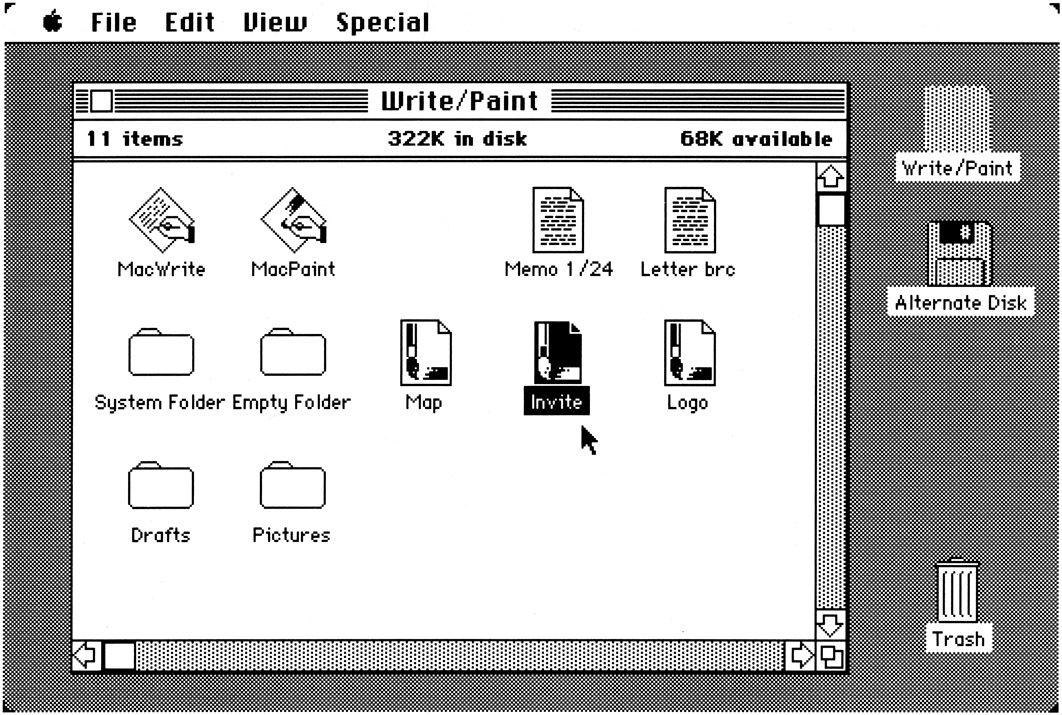 File Edit View Special
Write/Paint
11 items 322K in disk 68K available
MacWrite MacPaint Memo 1/24 Letter brc
System Folder Empty Folder Map Invite Logo
Drafts Pictures
Write/Paint
Alternate Disk
Trash